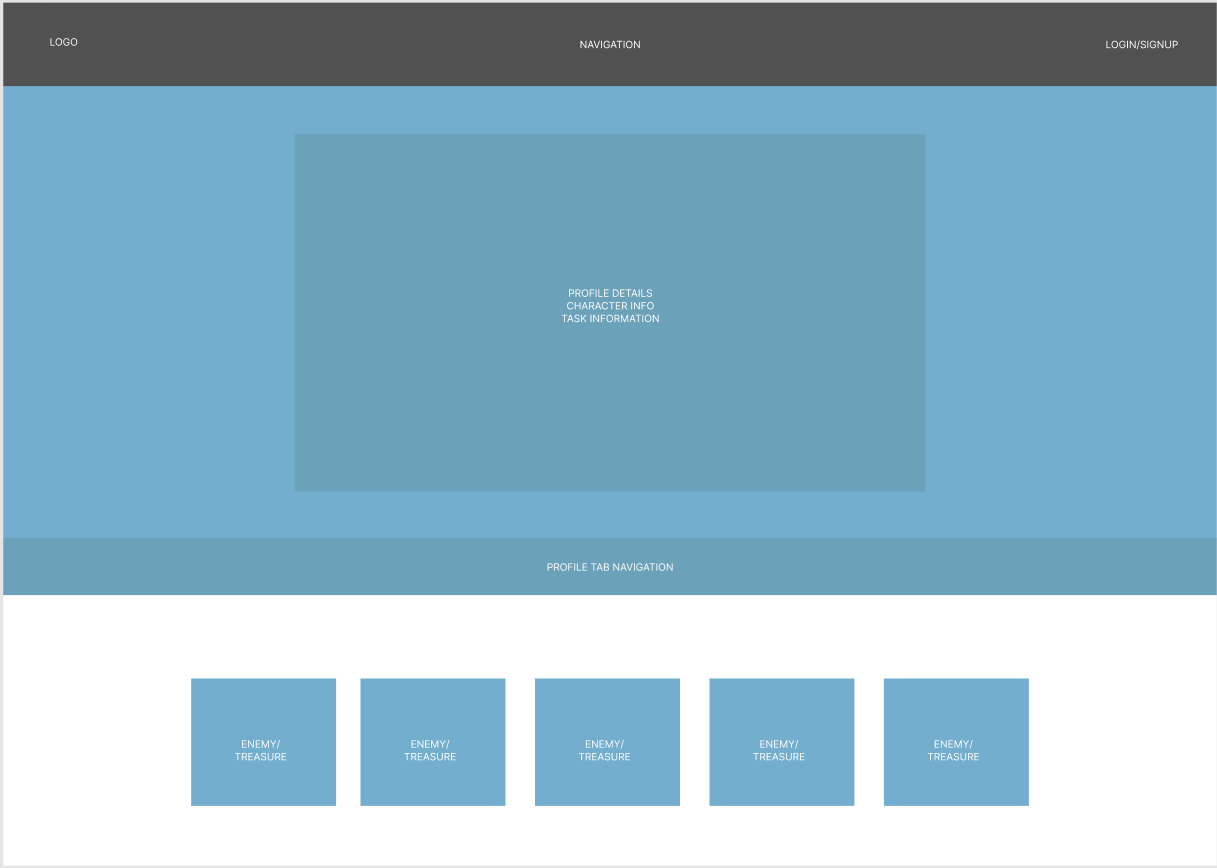 LOGO
NAVIGATION
LOGIN/SIGNUP
PROFILE DETAILS
CHARACTER INFO
TASK INFORMATION
PROFILE TAB NAVIGATION
ENEMY/
TREASURE
ENEMY/
TREASURE
ENEMY/
TREASURE
ENEMY/
TREASURE
ENEMY/
TREASURE